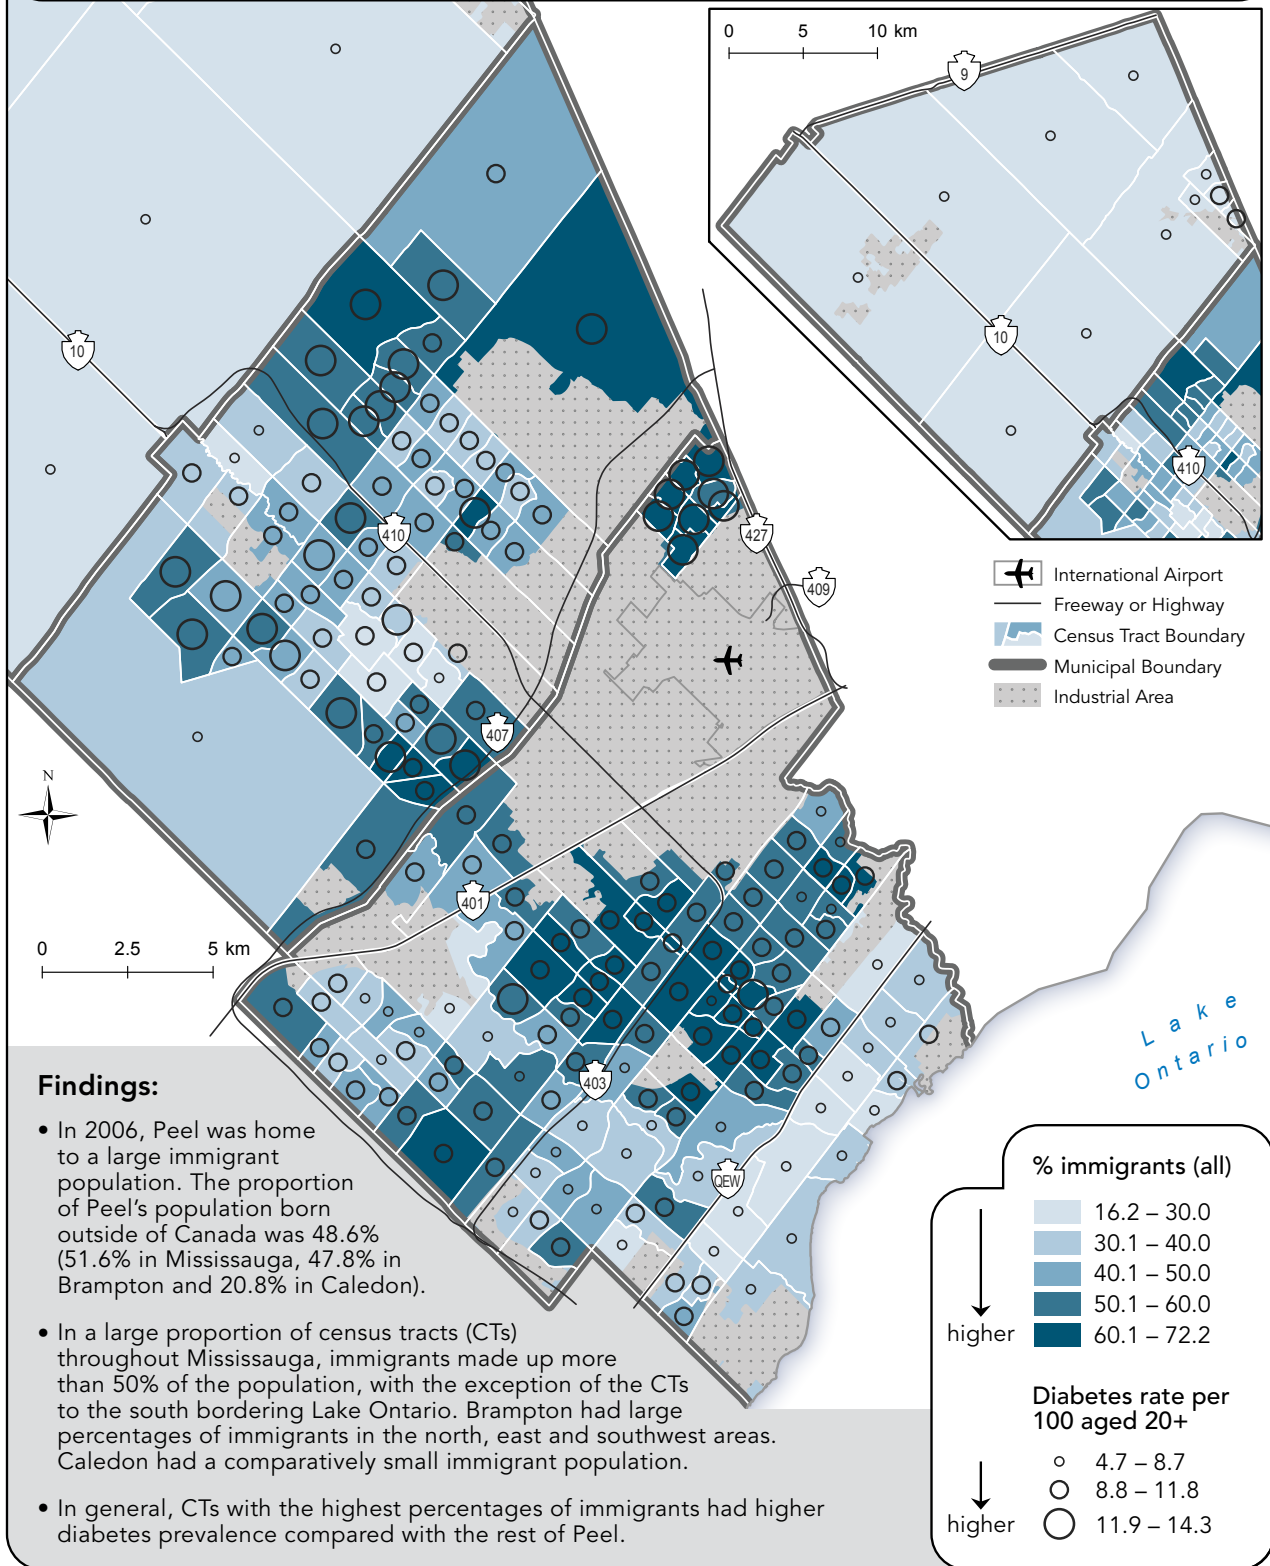 0 5 10 km
9
10
410
10
410
427
409
407
401
403
QEW
International Airport
Freeway or Highway
Census Tract Boundary
Municipal Boundary
Industrial Area
N
0 2.5 5 km
Lake
Ontario
Findings:
• In 2006, Peel was home
to a large immigrant
population. The proportion
of Peel's population born
outside of Canada was 48.6%
(51.6% in Mississauga, 47.8% in
Brampton and 20.8% in Caledon).
• In a large proportion of census tracts (CTs)
throughout Mississauga, immigrants made up more
than 50% of the population, with the exception of the CTs
to the south bordering Lake Ontario. Brampton had large
percentages of immigrants in the north, east and southwest areas.
Caledon had a comparatively small immigrant population.
• In general, CTs with the highest percentages of immigrants had higher
diabetes prevalence compared with the rest of Peel.
% immigrants (all)
16.2 – 30.0
30.1 – 40.0
40.1 – 50.0
50.1 – 60.0
60.1 – 72.2
higher
Diabetes rate per
100 aged 20+
4.7 – 8.7
8.8 – 11.8
11.9 – 14.3
higher